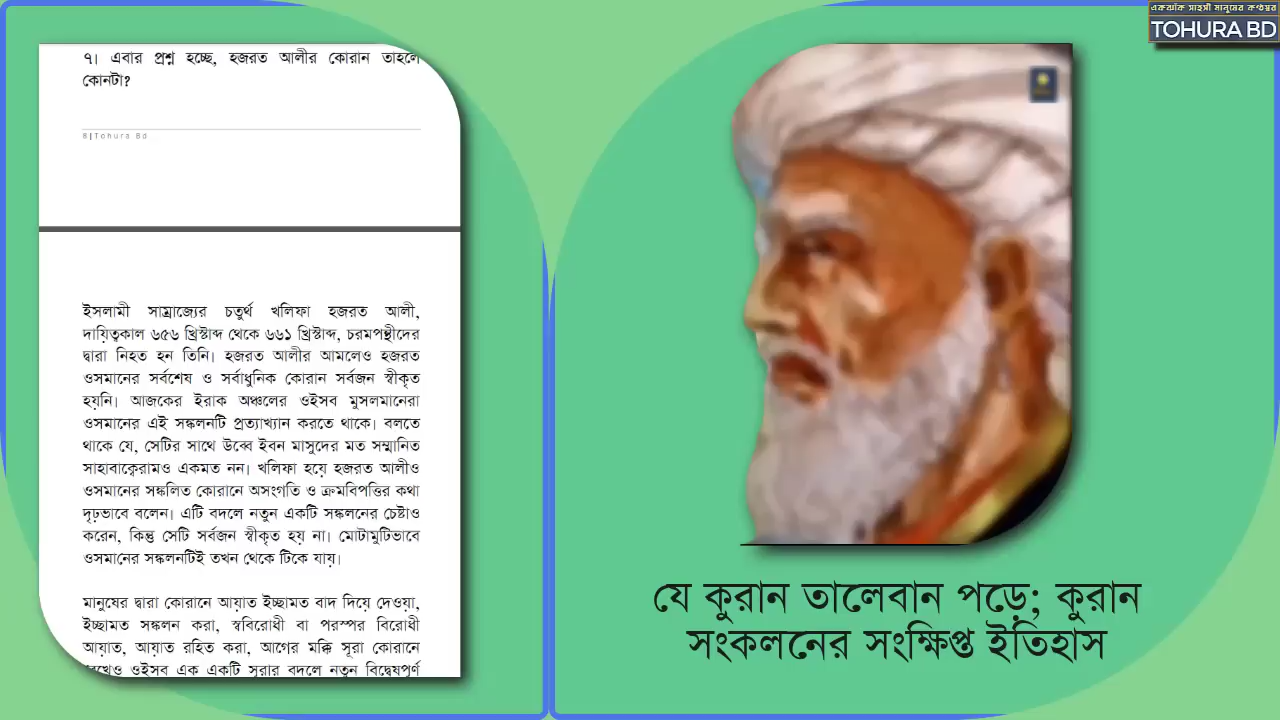 একঝাঁক সাহসী মানুষের কণ্ঠস্বর
TOHURA BD
৭। এবার প্রশ্ন হচ্ছে, হজরত আলীর কোরান তাহলে
কোনটা?
8|Tohura Bd
ইসলামী সাম্রাজ্যের চতুর্থ খলিফা হজরত আলী,
দায়িত্বকাল ৬৫৬ খ্রিস্টাব্দ থেকে ৬৬১ খ্রিস্টাব্দ, চরমপন্থীদের
দ্বারা নিহত হন তিনি। হজরত আলীর আমলেও হজরত
ওসমানের সর্বশেষ ও সর্বাধুনিক কোরান সর্বজন স্বীকৃত
হয়নি। আজকের ইরাক অঞ্চলের ওইসব মুসলমানেরা
ওসমানের এই সঙ্কলনটি প্রত্যাখ্যান করতে থাকে। বলতে
থাকে যে, সেটির সাথে উব্বে ইবন মাসুদের মত সম্মানিত
সাহাবাক্বেরামও একমত নন। খলিফা হয়ে হজরত আলীও
ওসমানের সঙ্কলিত কোরানে অসংগতি ও ক্রমবিপত্তির কথা
দৃঢ়ভাবে বলেন। এটি বদলে নতুন একটি সঙ্কলনের চেষ্টাও
করেন, কিন্তু সেটি সর্বজন স্বীকৃত হয় না। মোটামুটিভাবে
ওসমানের সঙ্কলনটিই তখন থেকে টিকে যায়।
মানুষের দ্বারা কোরানে আয়াত ইচ্ছামত বাদ দিয়ে দেওয়া,
ইচ্ছামত সঙ্কলন করা, স্ববিরোধী বা পরস্পর বিরোধী
আয়াত, আয়াত রহিত করা, আগের মক্কি সূরা কোরানে
ওইসব এক একটি সূরার বদলে নতুন বিদ্বেষপূর্ণ
যে কুরান তালেবান পড়ে; কুরান
সংকলনের সংক্ষিপ্ত ইতিহাস